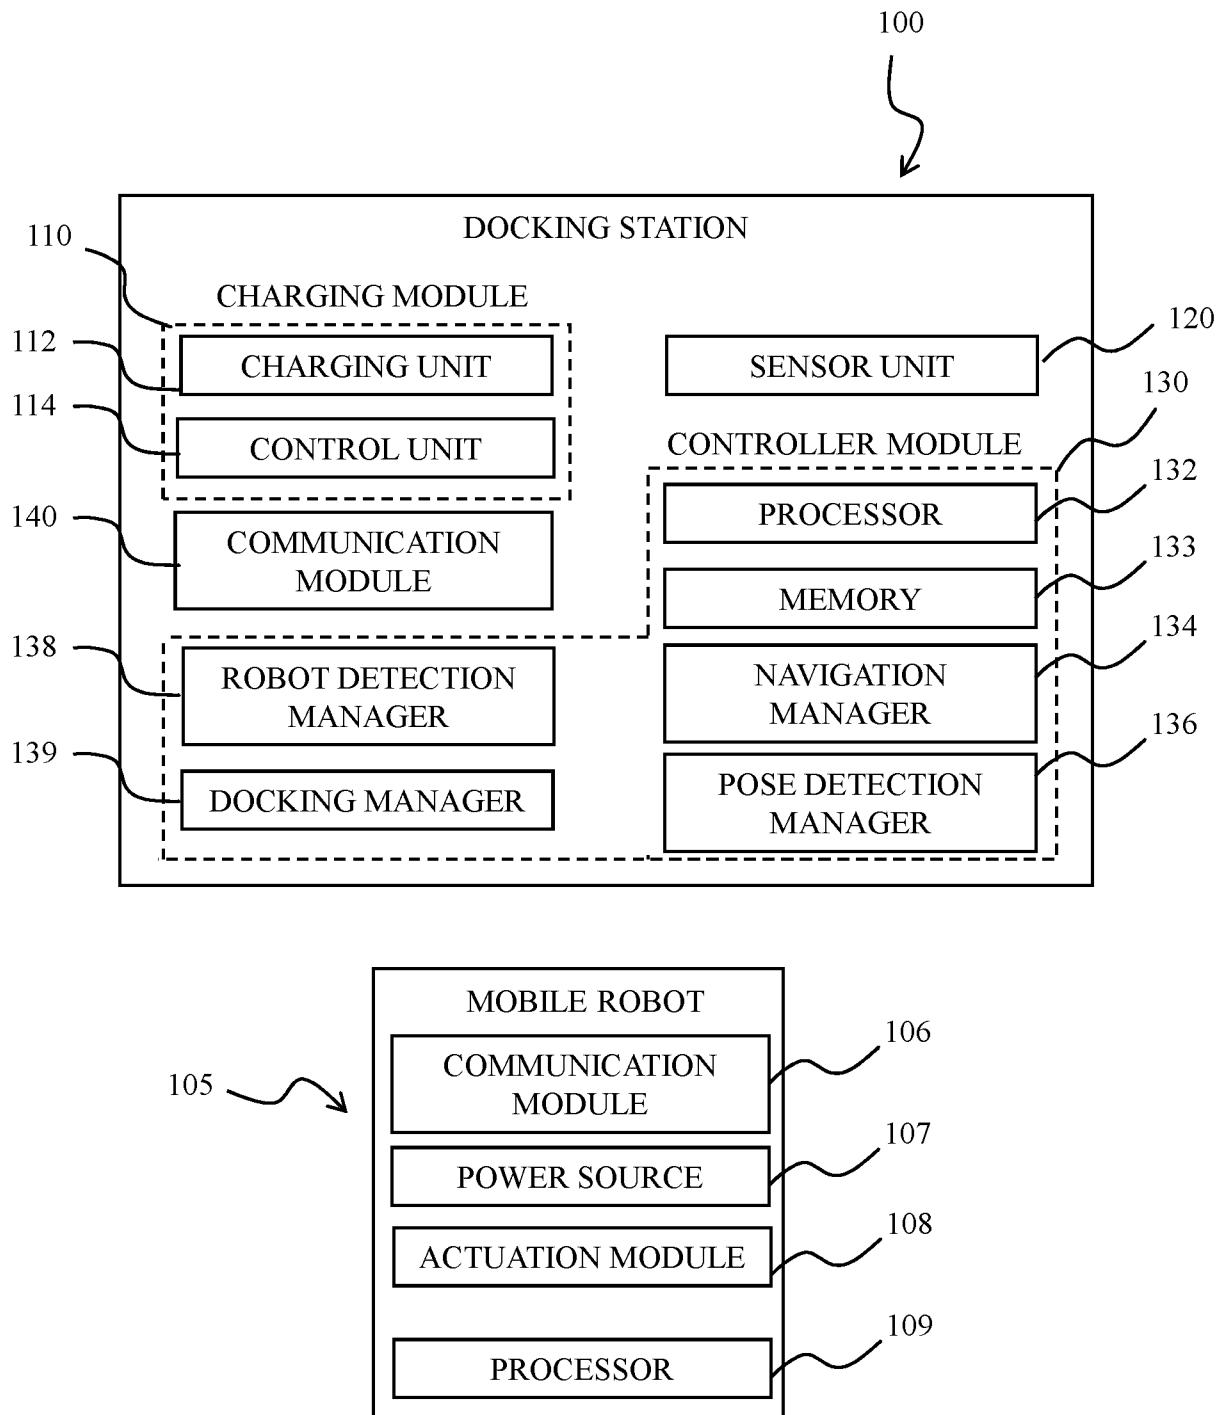 100
DOCKING STATION
110
CHARGING MODULE
112
CHARGING UNIT
SENSOR UNIT
120
114
CONTROL UNIT
CONTROLLER MODULE
130
PROCESSOR
132
140
COMMUNICATION
MODULE
MEMORY
133
138
ROBOT DETECTION
MANAGER
NAVIGATION
MANAGER
134
139
DOCKING MANAGER
POSE DETECTION
MANAGER
136
MOBILE ROBOT
105
COMMUNICATION
MODULE
106
POWER SOURCE
107
ACTUATION MODULE
108
PROCESSOR
109